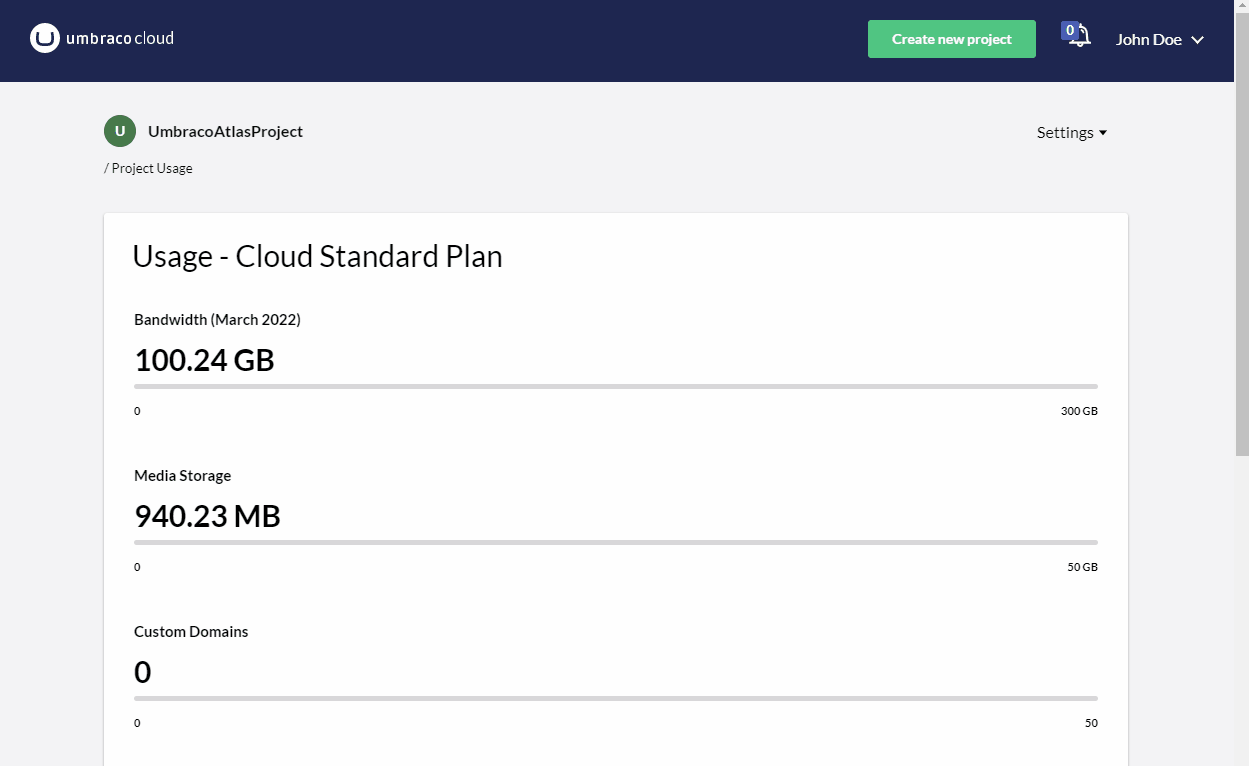 umbraco cloud
Create new project
0
John Doe
U
UmbracoAtlasProject
Settings
/ Project Usage
Usage - Cloud Standard Plan
Bandwidth (March 2022)
100.24 GB
0 300 GB
Media Storage
940.23 MB
0 50 GB
Custom Domains
0
0 50